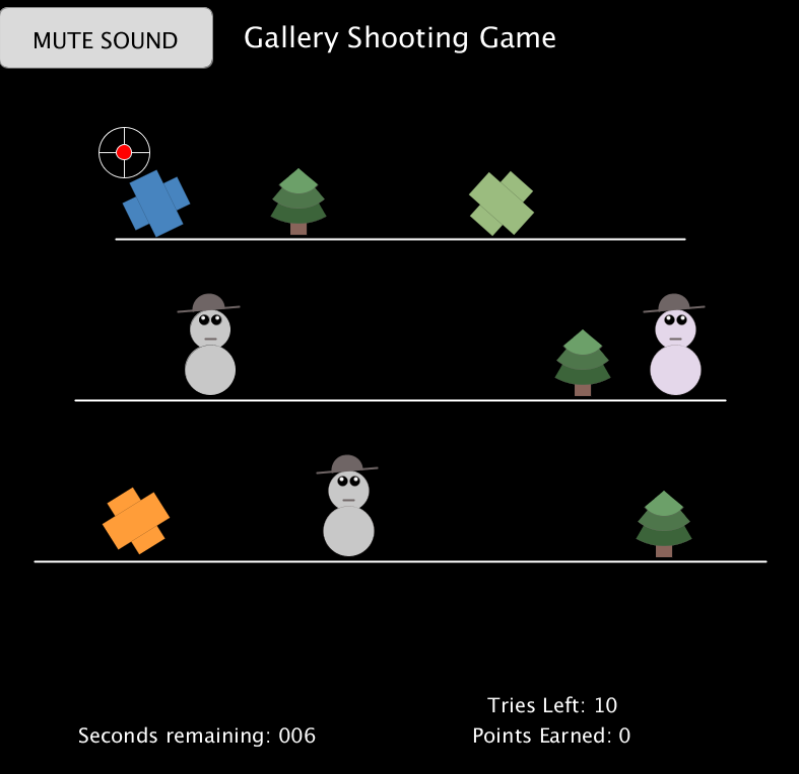 MUTE SOUND
Gallery Shooting Game
Tries Left: 10
Seconds remaining: 006
Points Earned: 0